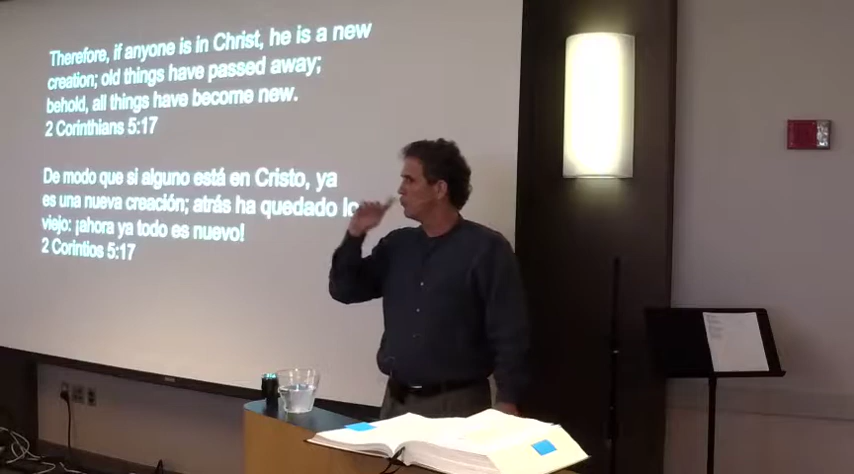 Therefore, if anyone is in Christ, he is a new
creation; old things have passed away;
behold, all things have become new.
2 Corinthians 5:17
De modo que si alguno está en Cristo, ya
es una nueva creación; atrás ha quedado lo
viejo: ¡ahora ya todo es nuevo!
2 Corintios 5:17